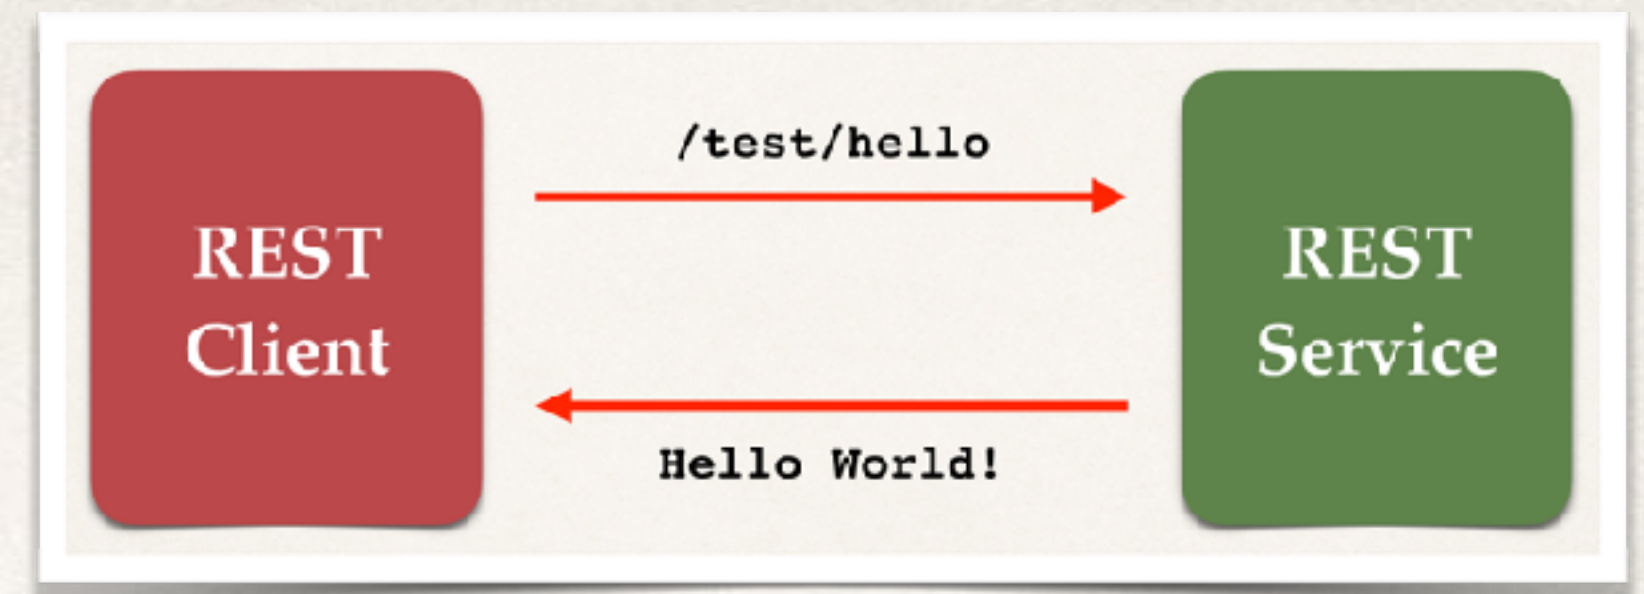 REST
Client
/test/hello
Hello World!
REST
Service